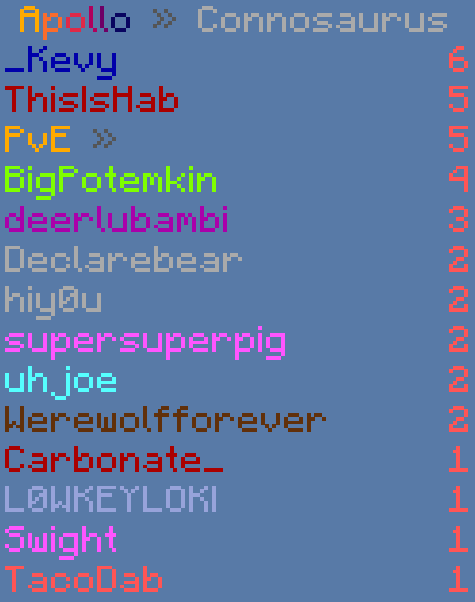 Apollo » Connosaurus
_Kevy 6
ThisIsHab 5
PvE » 5
BigPotemkin 4
deerlubambi 3
Declarebear 2
hiy0u 2
supersuperpig 2
uh_joe 2
Werewolfforever 2
Carbonate_ 1
L0WKEYLOKI 1
Swight 1
TacoDab 1